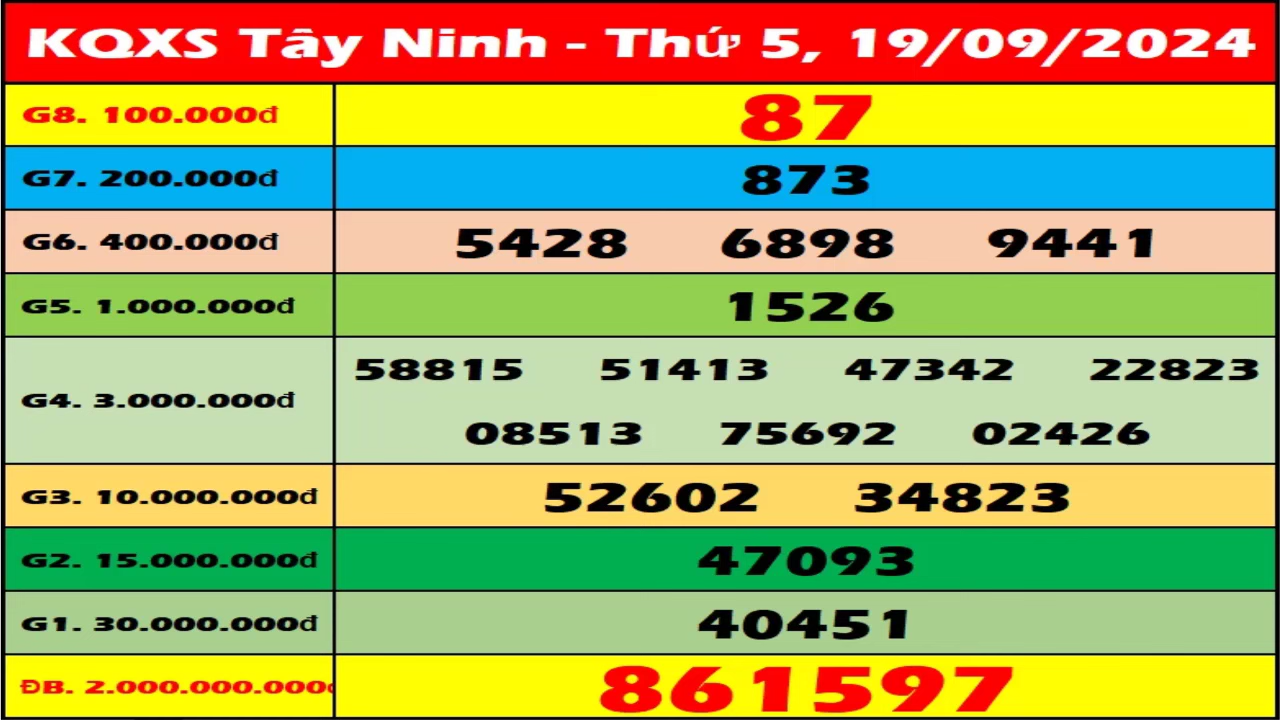 KQXS Tây Ninh - Thứ 5, 19/09/2024
G8. 100.000đ 87
G7. 200.000đ 873
G6. 400.000đ 5428 6898 9441
G5. 1.000.000đ 1526
G4. 3.000.000đ
58815 51413 47342 22823
08513 75692 02426
G3. 10.000.000đ 52602 34823
G2. 15.000.000đ 47093
G1. 30.000.000đ 40451
ĐB. 2.000.000.000đ 861597